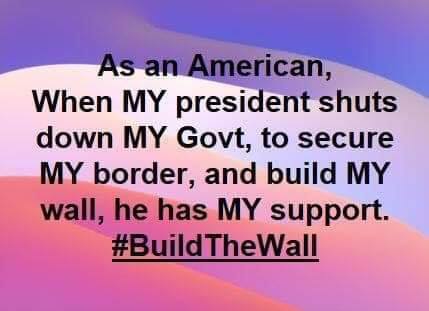 As an American,
When MY president shuts
down MY Govt, to secure
MY border, and build MY
wall, he has MY support.
#BuildTheWall